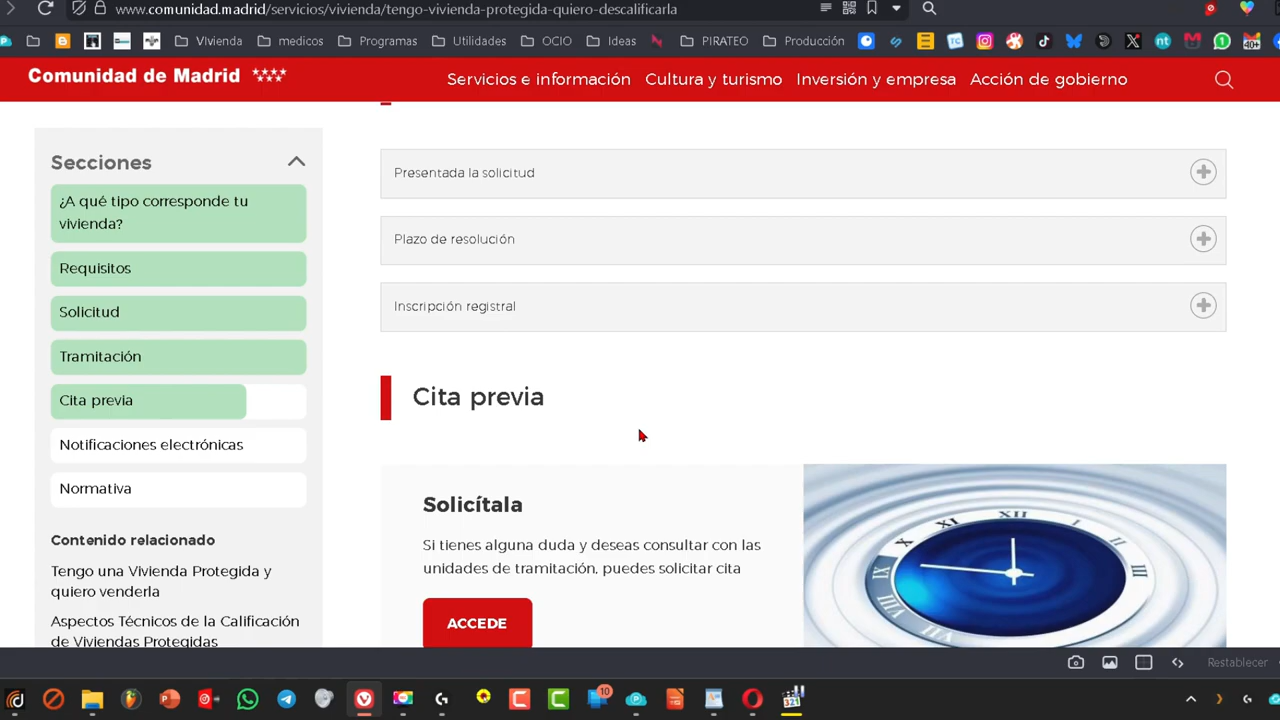 www.comunidad.madrid/servicios/vivienda/tengo-vivienda-protegida-quiero-descalificarla
VIvienda
medicos
Programas
Utilidades
OCIO
Ideas
PIRATEO
Producción
Comunidad de Madrid
Servicios e información
Cultura y turismo
Inversión y empresa
Acción de gobierno
Secciones
¿A qué tipo corresponde tu
vivienda?
Requisitos
Solicitud
Tramitación
Cita previa
Notificaciones electrónicas
Normativa
Contenido relacionado
Tengo una Vivienda Protegida y
quiero venderla
Aspectos Técnicos de la Calificación
de Viviendas Protegidas
Presentada la solicitud
Plazo de resolución
Inscripción registral
Cita previa
Solicítala
Si tienes alguna duda y deseas consultar con las
unidades de tramitación, puedes solicitar cita
ACCEDE
Restablecer